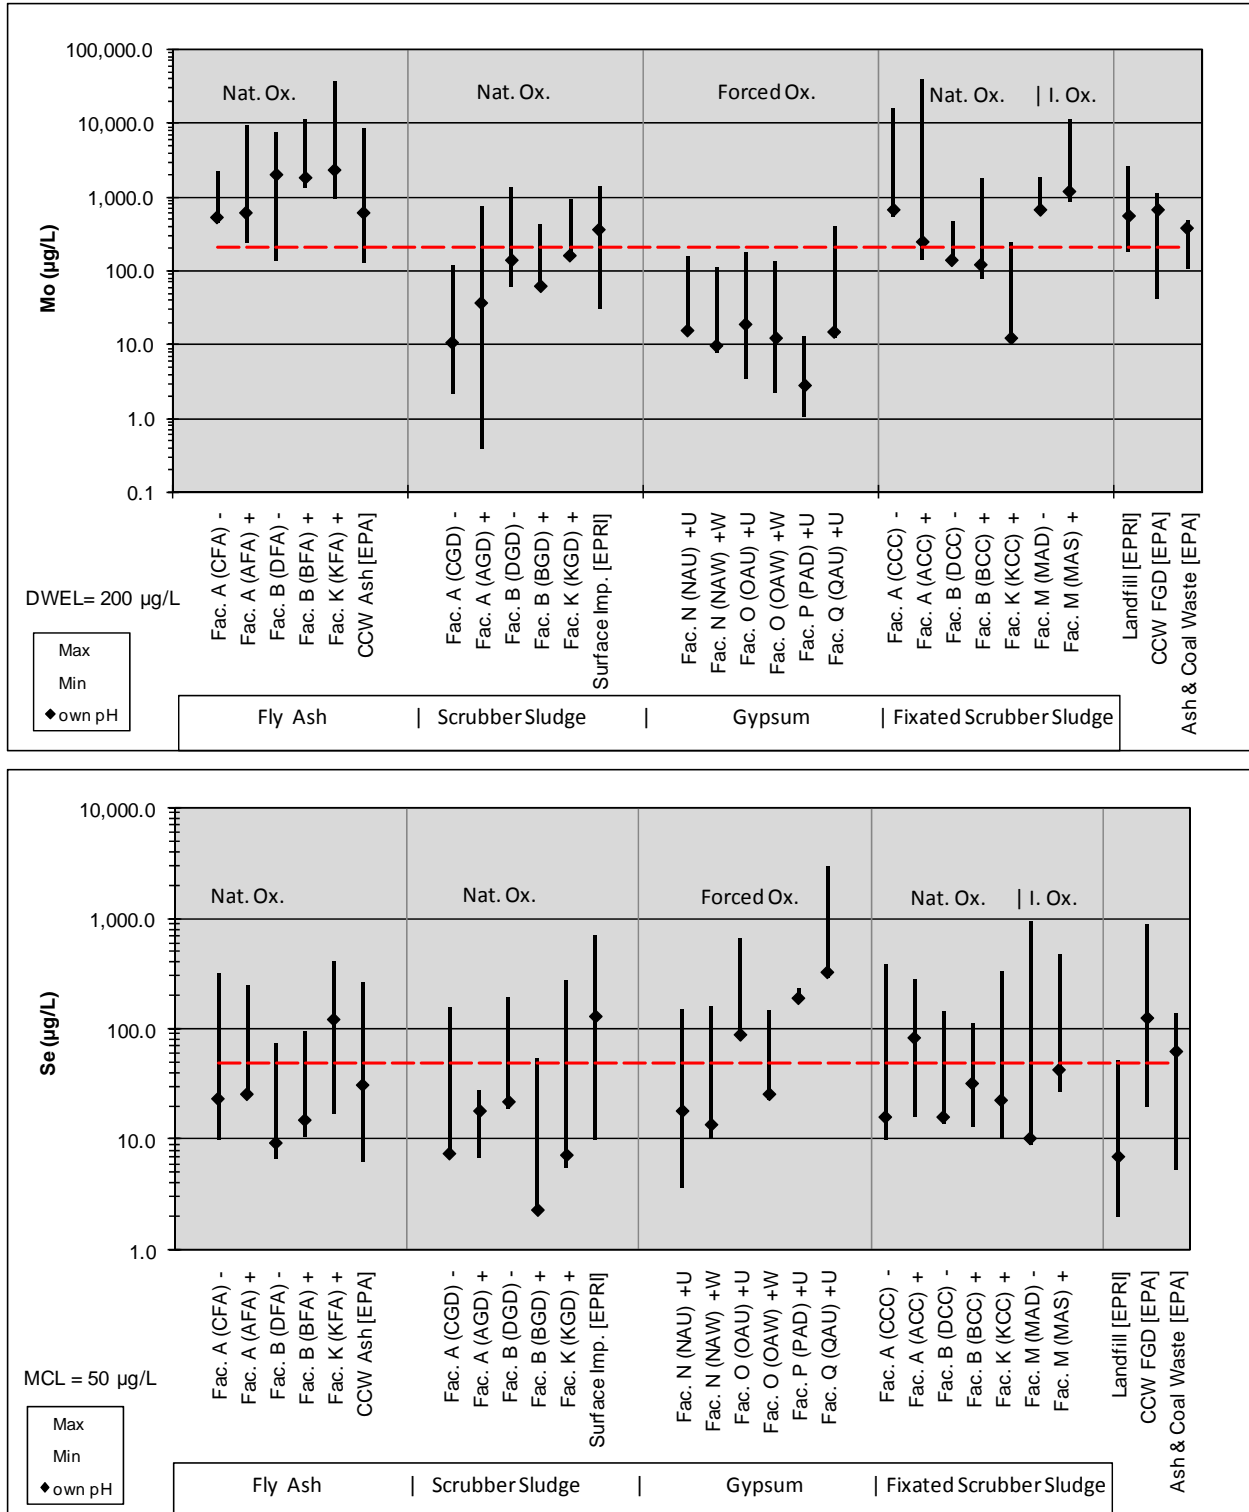 100,000.0
10,000.0
1,000.0
100.0
10.0
1.0
0.1
Mo (µg/L)
Nat. Ox.
Nat. Ox.
Forced Ox.
Nat. Ox. | I. Ox.
Fac. A (CFA) -
Fac. A (AFA) +
Fac. B (DFA) -
Fac. B (BFA) +
Fac. K (KFA) +
CCW Ash [EPA]
Fac. A (CGD) -
Fac. A (AGD) +
Fac. B (DGD) -
Fac. B (BGD) +
Fac. K (KGD) +
Surface Imp. [EPRI]
Fac. N (NAU) +U
Fac. N (NAW) +W
Fac. O (OAU) +U
Fac. O (OAW) +W
Fac. P (PAD) +U
Fac. Q (QAU) +U
Fac. A (CCC) -
Fac. A (ACC) +
Fac. B (DCC) -
Fac. B (BCC) +
Fac. K (KCC) +
Fac. M (MAD) -
Fac. M (MAS) +
Landfill [EPRI]
CCW FGD [EPA]
Ash & Coal Waste [EPA]
DWEL= 200 µg/L
Max
Min
own pH
Fly Ash | Scrubber Sludge | Gypsum | Fixated Scrubber Sludge
10,000.0
1,000.0
100.0
10.0
1.0
Se (µg/L)
Nat. Ox.
Nat. Ox.
Forced Ox.
Nat. Ox. | I. Ox.
Fac. A (CFA) -
Fac. A (AFA) +
Fac. B (DFA) -
Fac. B (BFA) +
Fac. K (KFA) +
CCW Ash [EPA]
Fac. A (CGD) -
Fac. A (AGD) +
Fac. B (DGD) -
Fac. B (BGD) +
Fac. K (KGD) +
Surface Imp. [EPRI]
Fac. N (NAU) +U
Fac. N (NAW) +W
Fac. O (OAU) +U
Fac. O (OAW) +W
Fac. P (PAD) +U
Fac. Q (QAU) +U
Fac. A (CCC) -
Fac. A (ACC) +
Fac. B (DCC) -
Fac. B (BCC) +
Fac. K (KCC) +
Fac. M (MAD) -
Fac. M (MAS) +
Landfill [EPRI]
CCW FGD [EPA]
Ash & Coal Waste [EPA]
MCL = 50 µg/L
Max
Min
own pH
Fly Ash | Scrubber Sludge | Gypsum | Fixated Scrubber Sludge